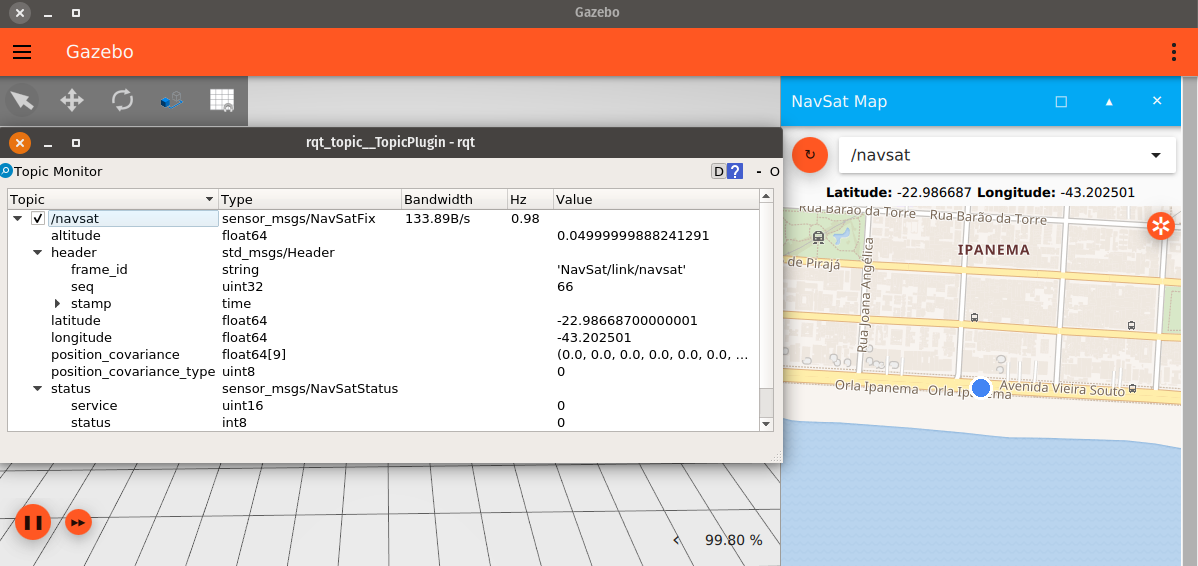 Gazebo
Gazebo
NavSat Map
rqt_topic__TopicPlugin - rqt
Topic Monitor
D ? - O
/navsat
Latitude: -22.986687 Longitude: -43.202501
Topic Type Bandwidth Hz Value
/navsat sensor_msgs/NavSatFix 133.89B/s 0.98
altitude float64 0.04999999888241291
header std_msgs/Header
frame_id string 'NavSat/link/navsat'
seq uint32 66
stamp time
latitude float64 -22.98668700000001
longitude float64 -43.202501
position_covariance float64[9] (0.0, 0.0, 0.0, 0.0, 0.0, 0.0, ...
position_covariance_type uint8 0
status sensor_msgs/NavSatStatus
service uint16 0
status int8 0
Rua Barão da Torre Rua Barão da Torre
IPANEMA
de Pirajá
Rua Joana Angélica
Orla Ipanema Orla Ipanema Avenida Vieira Souto
99.80 %